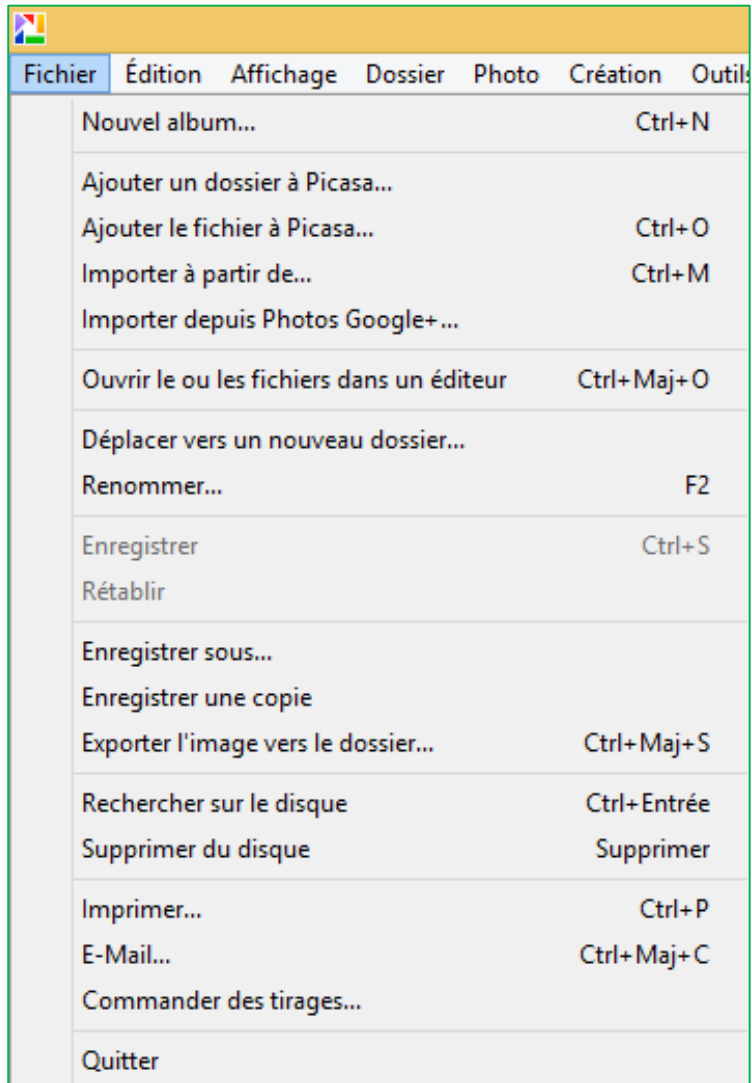 Fichier Édition Affichage Dossier Photo Création Outils
Nouvel album... Ctrl+N
Ajouter un dossier à Picasa...
Ajouter le fichier à Picasa... Ctrl+O
Importer à partir de... Ctrl+M
Importer depuis Photos Google+...
Ouvrir le ou les fichiers dans un éditeur Ctrl+Maj+O
Déplacer vers un nouveau dossier...
Renommer... F2
Enregistrer Ctrl+S
Rétablir
Enregistrer sous...
Enregistrer une copie
Exporter l'image vers le dossier... Ctrl+Maj+S
Rechercher sur le disque Ctrl+Entrée
Supprimer du disque Supprimer
Imprimer... Ctrl+P
E-Mail... Ctrl+Maj+C
Commander des tirages...
Quitter